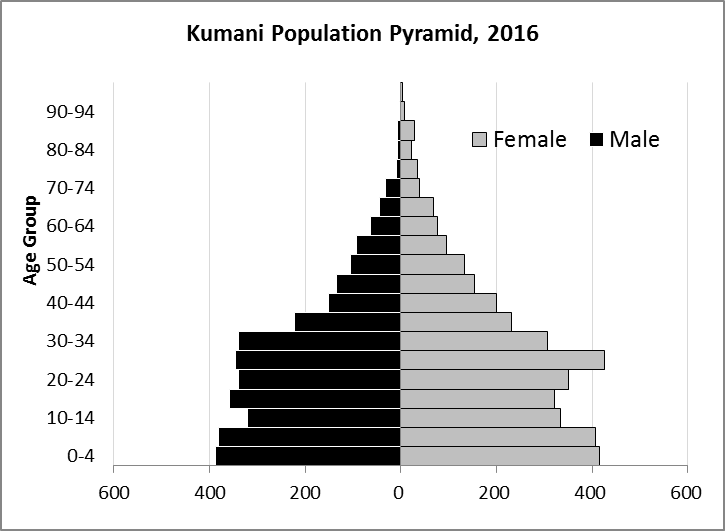 Kumani Population Pyramid, 2016
Female Male
Age Group
90-94
80-84
70-74
60-64
50-54
40-44
30-34
20-24
10-14
0-4
600 400 200 0 200 400 600